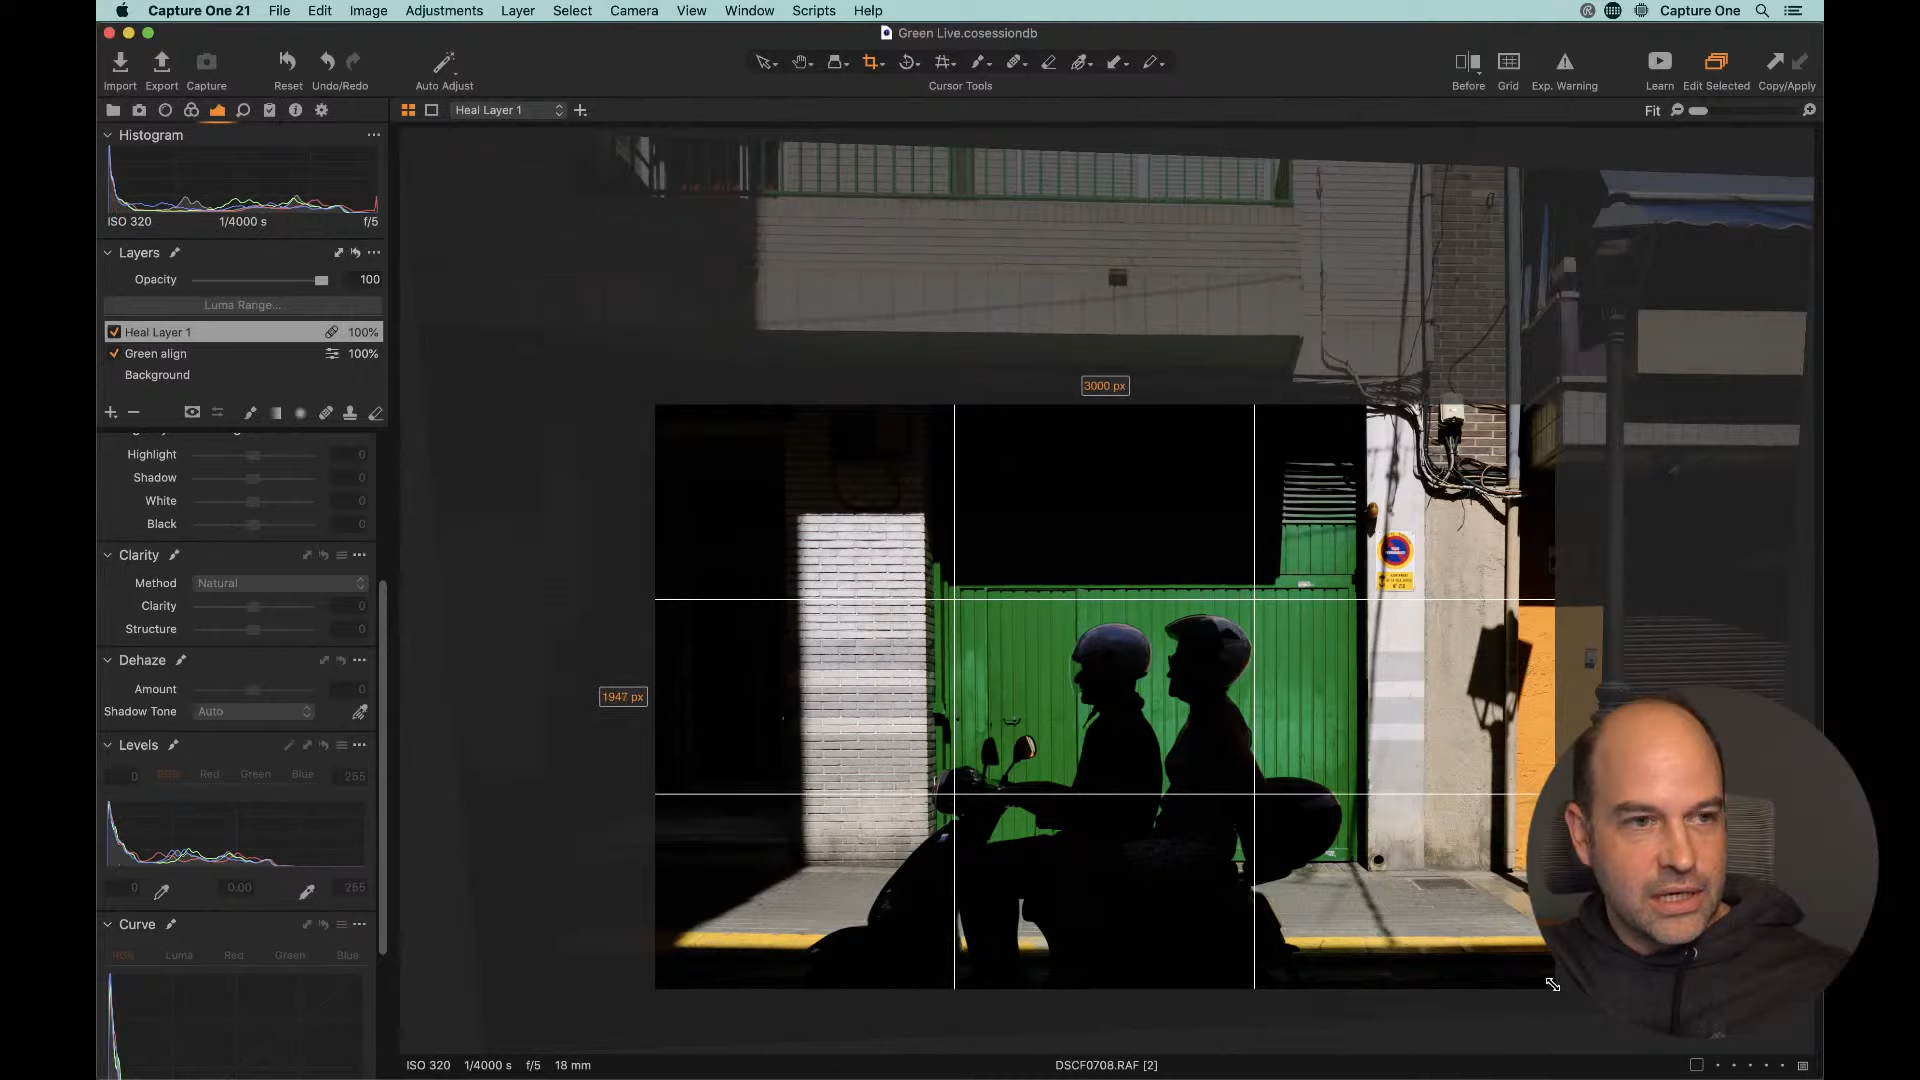 Capture One 21 File Edit Image Adjustments Layer Select Camera View Window Scripts Help Capture One
Green Live.cosessiondb
Import Export Capture Reset Undo/Redo Auto Adjust Cursor Tools Before Grid Exp. Warning Learn Edit Selected Copy/Apply
Heal Layer 1 Fit
Histogram
ISO 320 1/4000 s f/5
Layers
Opacity 100
Luma Range...
Heal Layer 1 100%
Green align 100%
Background
3000 px
Highlight 0
Shadow 0
White 0
Black 0
Clarity
Method Natural
Clarity 0
Structure 0
Dehaze
Amount 0
1947 px
Shadow Tone Auto
Levels
0 RGB Red Green Blue 255
0 0.00 255
Curve
RGB Luma Red Green Blue
ISO 320 1/4000 s f/5 18 mm DSCF0708.RAF [2]